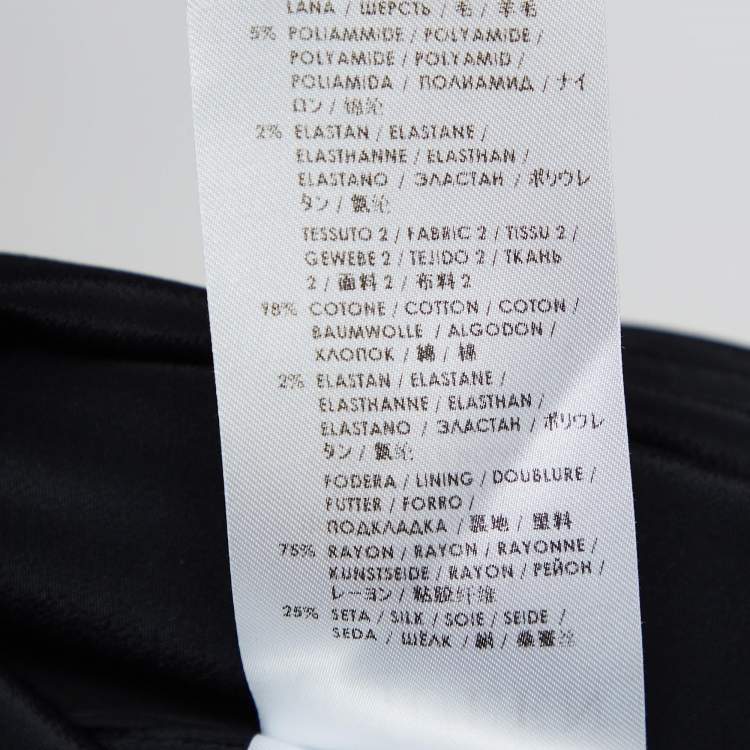 LANA / ШЕРСТЬ / 毛 / 羊毛
5% POLIAMMIDE / POLYAMIDE /
POLYAMIDE / POLYAMID /
POLIAMIDA / ПОЛИАМИД / ナイ
ロン / 锦纶
2% ELASTAN / ELASTANE /
ELASTHANNE / ELASTHAN /
ELASTANO / ЭЛАСТАН / ポリウレ
タン / 氨纶
TESSUTO 2 / FABRIC 2 / TISSU 2 /
GEWEBE 2 / TEJIDO 2 / ТКАНЬ
2 / 面料 2 / 布料 2
98% COTONE / COTTON / COTON /
BAUMWOLLE / ALGODON /
ХЛОПОК / 綿 / 棉
2% ELASTAN / ELASTANE /
ELASTHANNE / ELASTHAN /
ELASTANO / ЭЛАСТАН / ポリウレ
タン / 氨纶
FODERA / LINING / DOUBLURE /
FUTTER / FORRO /
ПОДКЛАДКА / 裏地 / 里料
75% RAYON / RAYON / RAYONNE /
KUNSTSEIDE / RAYON / РЕЙОН /
レーヨン / 粘胶纤维
25% SETA / SILK / SOIE / SEIDE /
SEDA / ШЁЛК / 絹 / 桑蚕丝